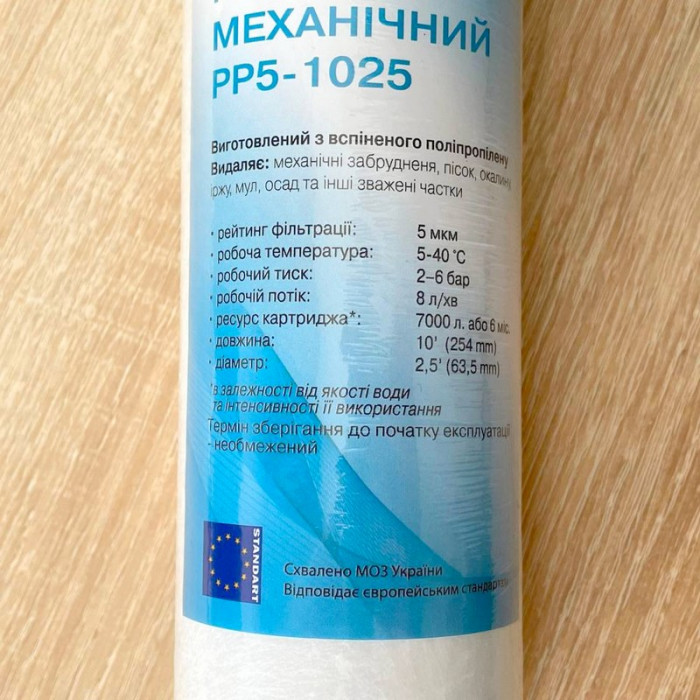 МЕХАНІЧНИЙ
PP5-1025
Виготовлений з вспіненого поліпропілену
Видаляє: механічні забрудненя, пісок, окалину
іржу, мул, осад та інші зважені частки
· рейтинг фільтрації: 5 мкм
· робоча температура: 5-40 °C
· робочий тиск: 2–6 бар
· робочій потік: 8 л/хв
· ресурс картриджа*: 7000 л. або 6 міс.
· довжина: 10' (254 mm)
· діаметр: 2,5' (63,5 mm)
*в залежності від якості води
та інтенсивності її використання
Термін зберігання до початку експлуатації
- необмежений
STANDART
Схвалено МОЗ України
Відповідає європейським стандартам